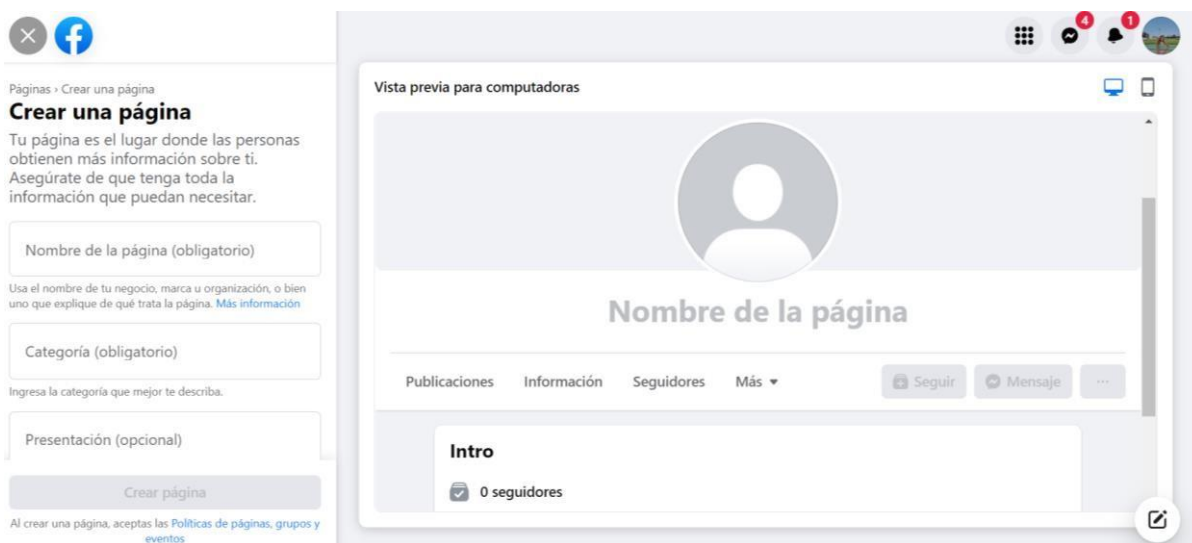 4
1
Páginas › Crear una página
Crear una página
Tu página es el lugar donde las personas
obtienen más información sobre ti.
Asegúrate de que tenga toda la
información que puedan necesitar.
Nombre de la página (obligatorio)
Usa el nombre de tu negocio, marca u organización, o bien
uno que explique de qué trata la página. Más información
Categoría (obligatorio)
Ingresa la categoría que mejor te describa.
Presentación (opcional)
Crear página
Al crear una página, aceptas las Políticas de páginas, grupos y
eventos
Vista previa para computadoras
Nombre de la página
Publicaciones Información Seguidores Más
Seguir Mensaje ...
Intro
0 seguidores